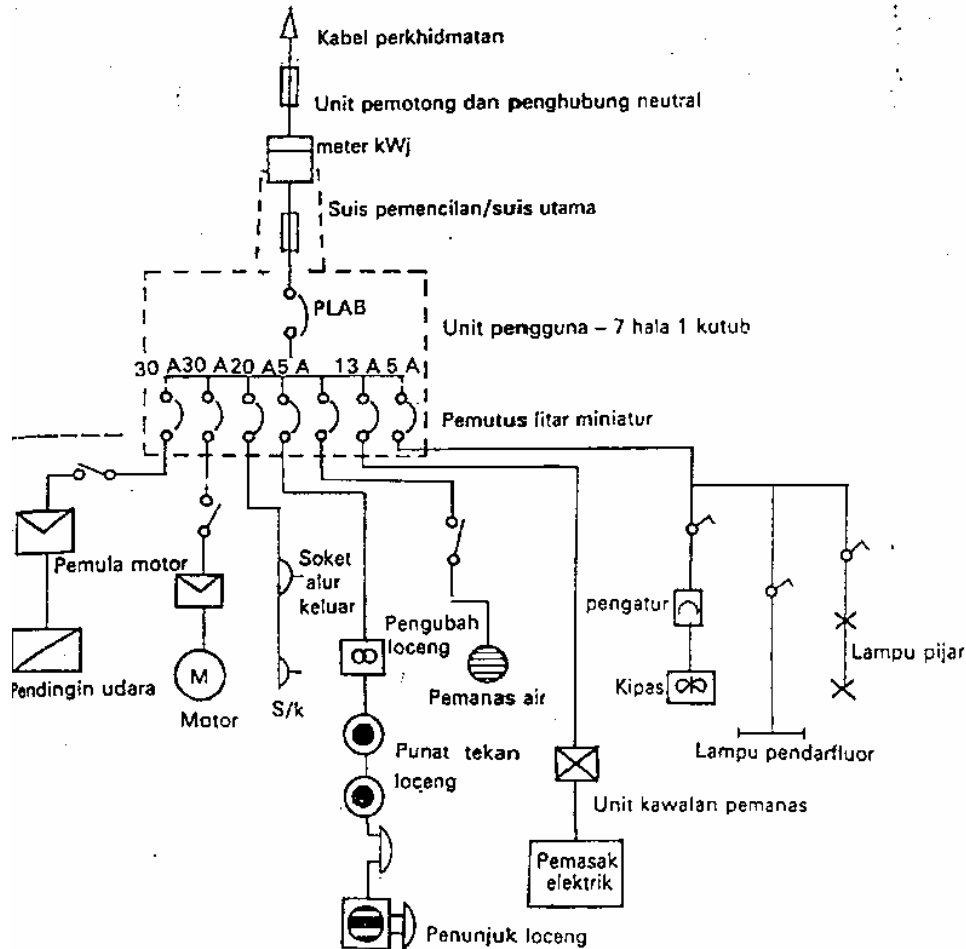 Kabel perkhidmatan
Unit pemotong dan penghubung neutral
meter kWj
Suis pemencilan/suis utama
PLAB
Unit pengguna – 7 hala 1 kutub
30 A 30 A 20 A 5 A 13 A 5 A
Pemutus litar miniatur
Pemula motor
Soket
alur
keluar
pengatur
Pengubah
loceng
Lampu pijar
Pendingin udara
M
Motor
S/k
Pemanas air
Kipas
Punat tekan
loceng
Lampu pendarfluor
Unit kawalan pemanas
Pemasak
elektrik
Penunjuk loceng